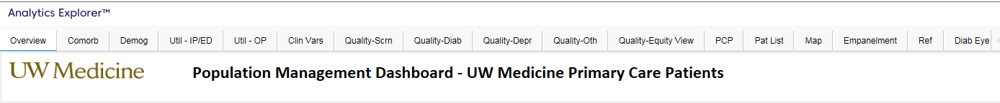 Analytics Explorer™
Overview Comorb Demog Util - IP/ED Util - OP Clin Vars Quality-Scrn Quality-Diab Quality-Depr Quality-Oth Quality-Equity View PCP Pat List Map Empanelment Ref Diab Eye
UW Medicine Population Management Dashboard - UW Medicine Primary Care Patients